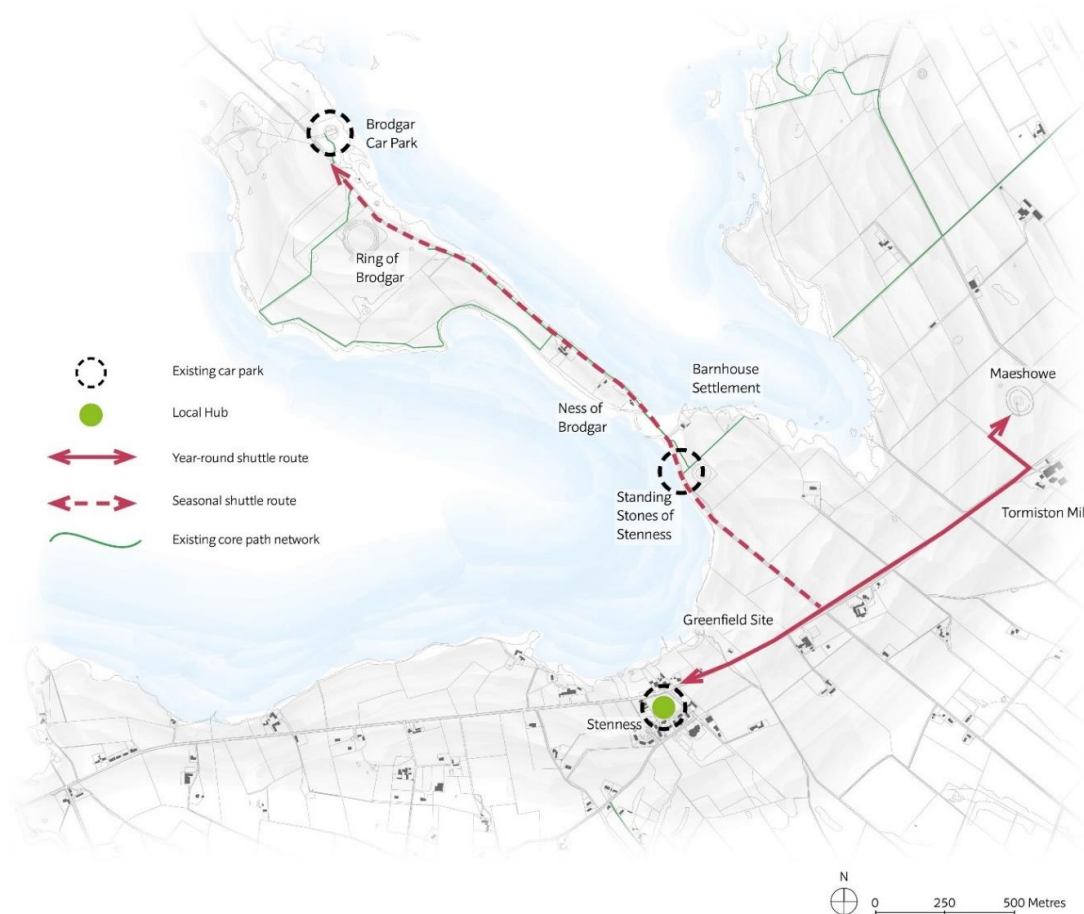 Brodgar
Car Park
Ring of
Brodgar
Existing car park
Local Hub
Year-round shuttle route
Seasonal shuttle route
Existing core path network
Barnhouse
Settlement
Ness of
Brodgar
Maeshowe
Standing
Stones of
Stenness
Tormiston Mil
Greenfield Site
Stenness
N
0 250 500 Metres